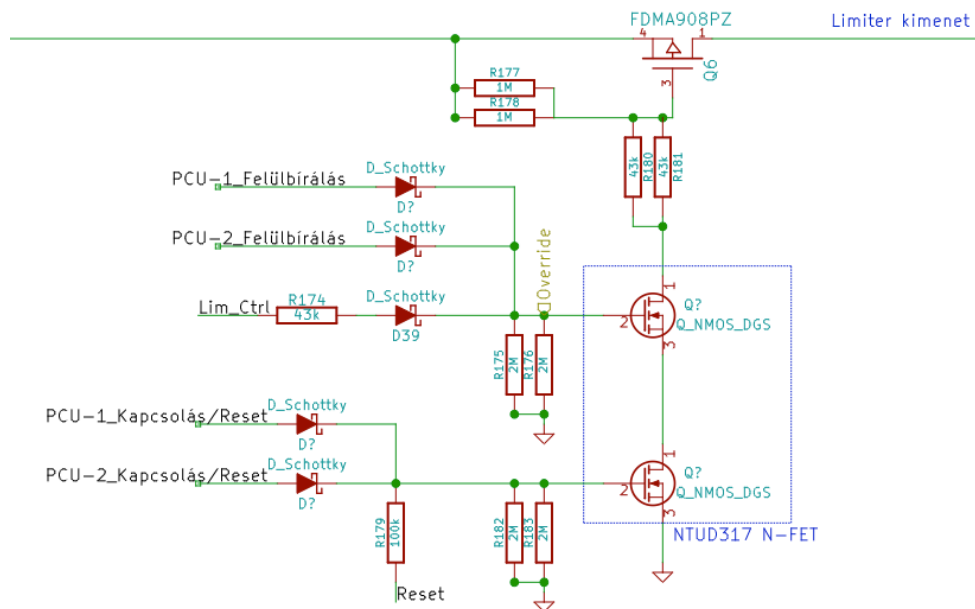 FDMA908PZ
Limiter kimenet
4
1
Q6
3
R177
1M
R178
1M
43k
R180
43k
R181
D_Schottky
PCU-1_Felülbírálás
D?
D_Schottky
PCU-2_Felülbírálás
D?
Override
Lim_Ctrl
R174
43k
D_Schottky
D39
1
Q?
2
Q_NMOS_DGS
3
R175
2M
R176
2M
PCU-1_Kapcsolás/Reset
D_Schottky
D?
PCU-2_Kapcsolás/Reset
D_Schottky
D?
1
Q?
2
Q_NMOS_DGS
3
R179
100k
R182
2M
R183
2M
NTUD317 N-FET
Reset